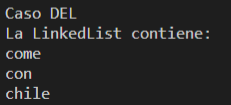 Caso DEL
La LinkedList contiene:
come
con
chile